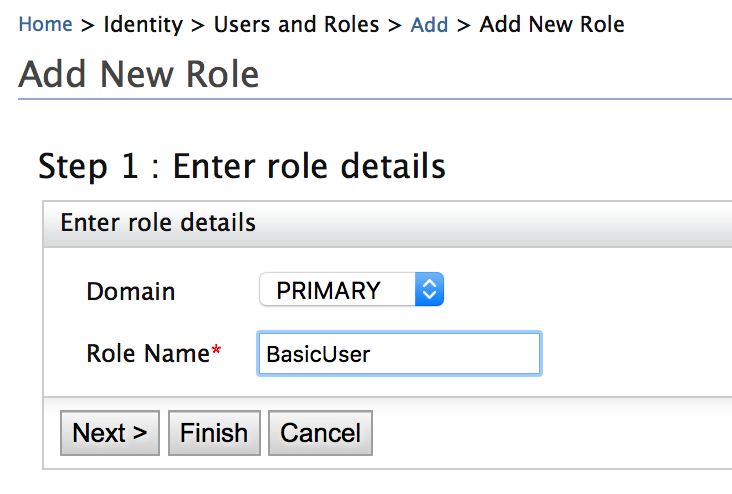 Home > Identity > Users and Roles > Add > Add New Role
Add New Role
Step 1 : Enter role details
Enter role details
Domain PRIMARY
Role Name* BasicUser
Next > Finish Cancel